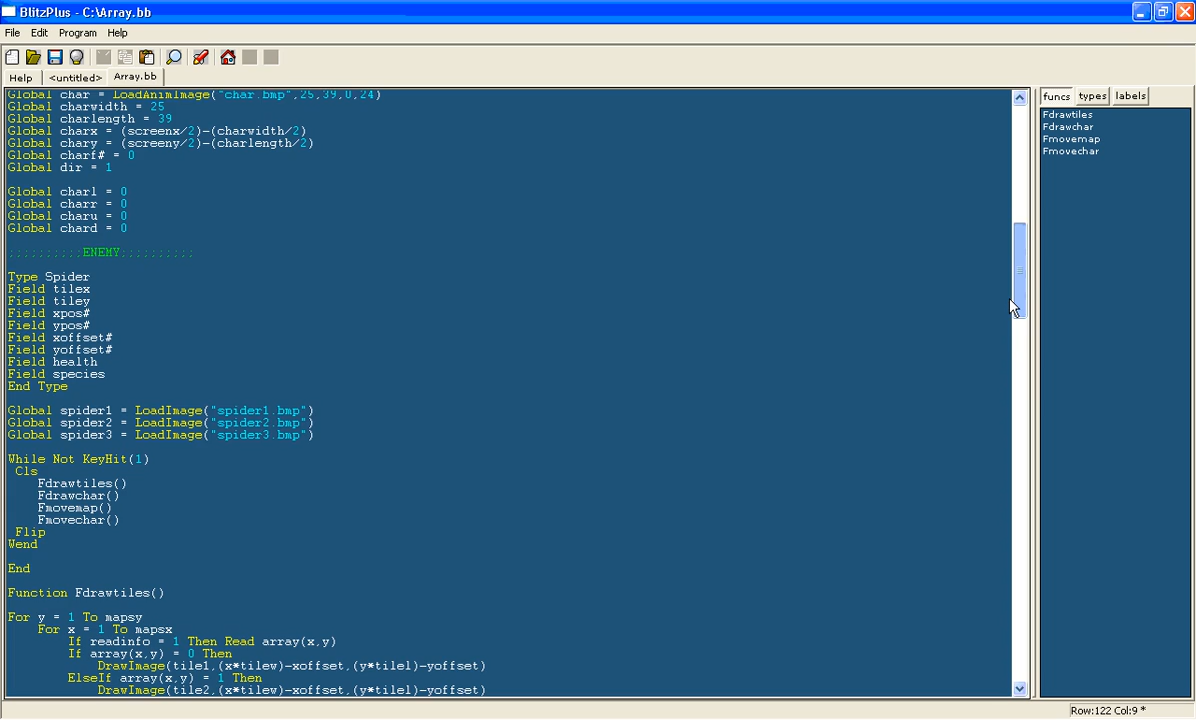 BlitzPlus - C:\Array.bb
File Edit Program Help
Help <untitled> Array.bb
Global char = LoadAnimImage("char.bmp",25,39,0,24)
Global charwidth = 25
Global charlength = 39
Global charx = (screenx/2)-(charwidth/2)
Global chary = (screeny/2)-(charlength/2)
Global charf# = 0
Global dir = 1
Global charl = 0
Global charr = 0
Global charu = 0
Global chard = 0
;;;;;;;;;;ENEMY;;;;;;;;;;
Type Spider
Field tilex
Field tiley
Field xpos#
Field ypos#
Field xoffset#
Field yoffset#
Field health
Field species
End Type
Global spider1 = LoadImage("spider1.bmp")
Global spider2 = LoadImage("spider2.bmp")
Global spider3 = LoadImage("spider3.bmp")
While Not KeyHit(1)
Cls
Fdrawtiles()
Fdrawchar()
Fmovemap()
Fmovechar()
Flip
Wend
End
Function Fdrawtiles()
For y = 1 To mapsy
For x = 1 To mapsx
If readinfo = 1 Then Read array(x,y)
If array(x,y) = 0 Then
DrawImage(tile1,(x*tilew)-xoffset,(y*tilel)-yoffset)
ElseIf array(x,y) = 1 Then
DrawImage(tile2,(x*tilew)-xoffset,(y*tilel)-yoffset)
funcs types labels
Fdrawtiles
Fdrawchar
Fmovemap
Fmovechar
Row:122 Col:9 *